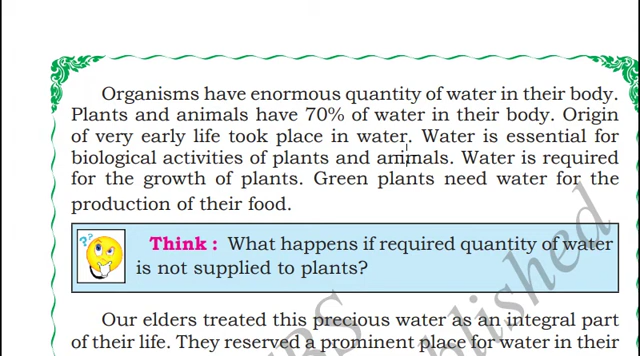 Organisms have enormous quantity of water in their body.
Plants and animals have 70% of water in their body. Origin
of very early life took place in water. Water is essential for
biological activities of plants and animals. Water is required
for the growth of plants. Green plants need water for the
production of their food.
??
Think : What happens if required quantity of water
is not supplied to plants?
Our elders treated this precious water as an integral part
of their life. They reserved a prominent place for water in their